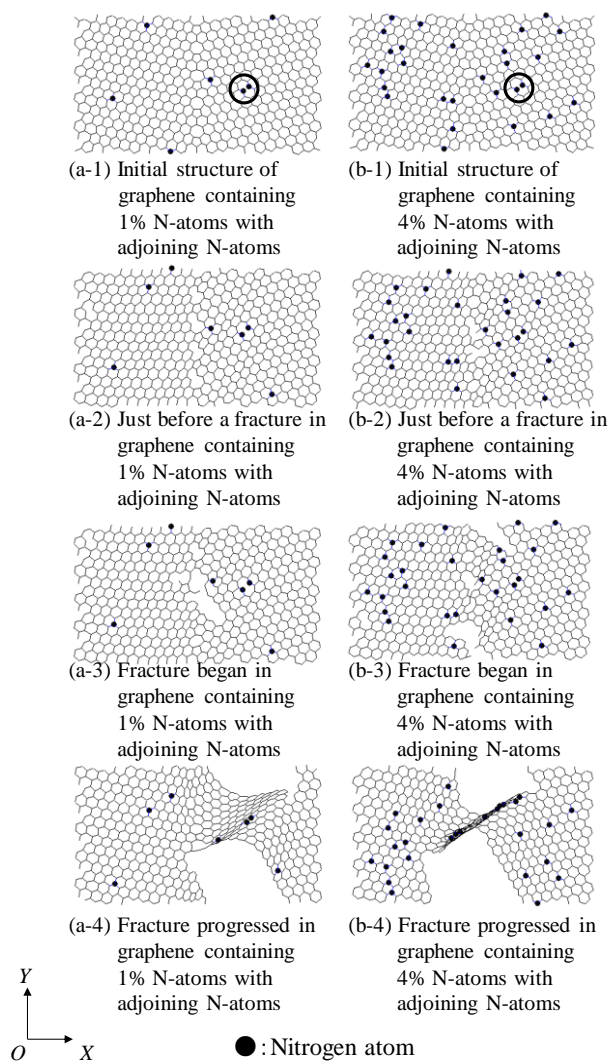 (a-1) Initial structure of
graphene containing
1% N-atoms with
adjoining N-atoms
(b-1) Initial structure of
graphene containing
4% N-atoms with
adjoining N-atoms
(a-2) Just before a fracture in
graphene containing
1% N-atoms with
adjoining N-atoms
(b-2) Just before a fracture in
graphene containing
4% N-atoms with
adjoining N-atoms
(a-3) Fracture began in
graphene containing
1% N-atoms with
adjoining N-atoms
(b-3) Fracture began in
graphene containing
4% N-atoms with
adjoining N-atoms
(a-4) Fracture progressed in
graphene containing
1% N-atoms with
adjoining N-atoms
(b-4) Fracture progressed in
graphene containing
4% N-atoms with
adjoining N-atoms
Y
O X
: Nitrogen atom